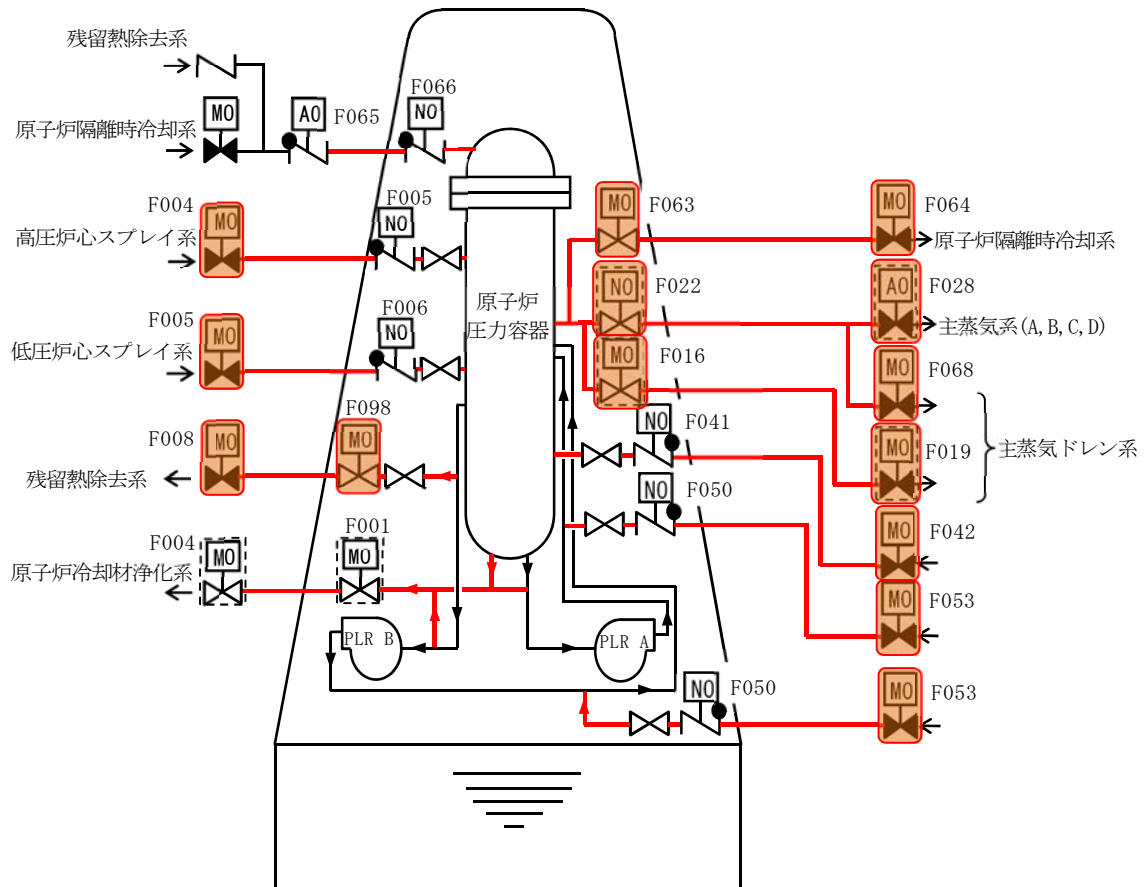 残留熱除去系
F066
MO
AO
F065
NO
原子炉隔離時冷却系
F004
MO
F005
NO
高圧炉心スプレイ系
F005
MO
F006
NO
低圧炉心スプレイ系
F008
MO
F098
MO
残留熱除去系
F004
MO
F001
MO
原子炉冷却材浄化系
原子炉
圧力容器
PLR B
PLR A
MO
F063
MO
F064
原子炉隔離時冷却系
NO
F022
AO
F028
主蒸気系(A, B, C, D)
MO
F016
MO
F068
NO
F041
MO
F019
主蒸気ドレン系
NO
F050
MO
F042
MO
F053
NO
F050
MO
F053